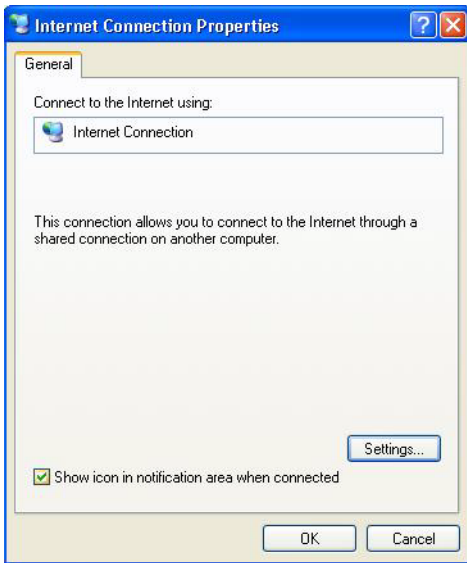 Internet Connection Properties
General
Connect to the Internet using:
Internet Connection
This connection allows you to connect to the Internet through a
shared connection on another computer.
Settings...
Show icon in notification area when connected
OK
Cancel